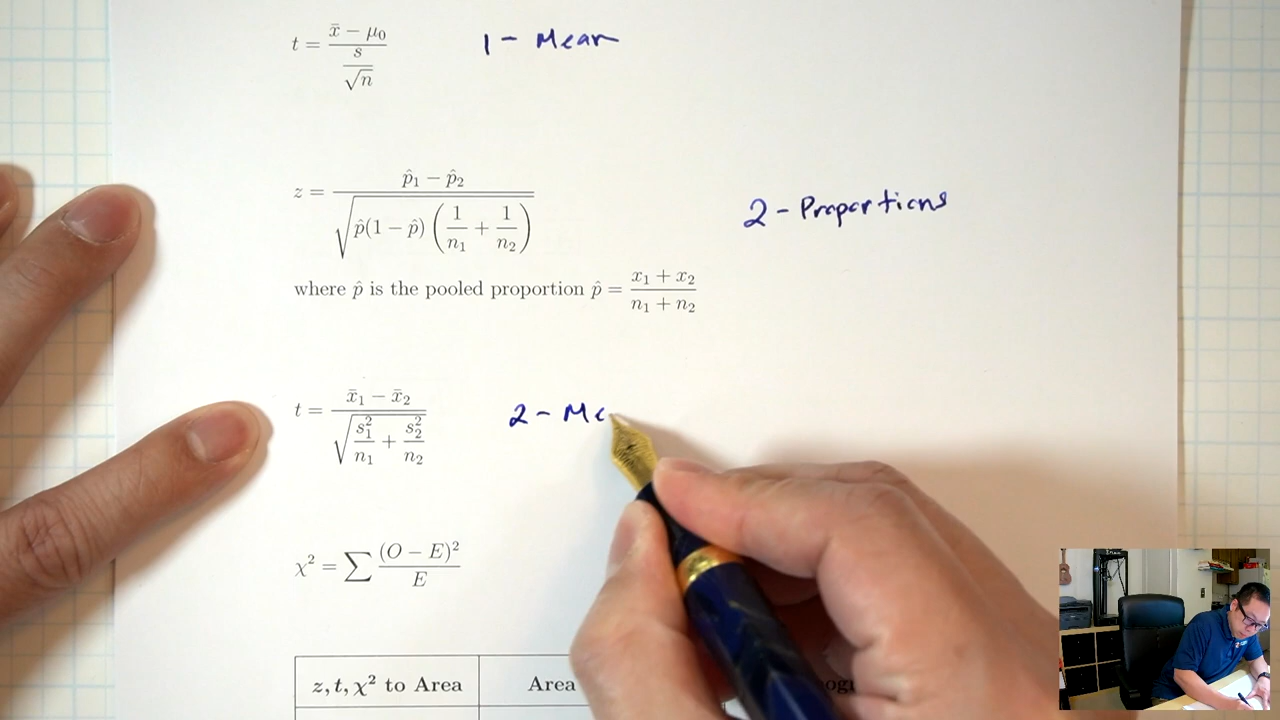 t = (x̄ − μ₀) / (s / √n) 1 - Mean
z = (p̂₁ − p̂₂) / √(p̂(1 − p̂) (1/n₁ + 1/n₂)) 2 - Proportions
where p̂ is the pooled proportion p̂ = (x₁ + x₂) / (n₁ + n₂)
t = (x̄₁ − x̄₂) / √(s₁²/n₁ + s₂²/n₂) 2 - Me
χ² = ∑ (O − E)² / E
z, t, χ² to Area Area